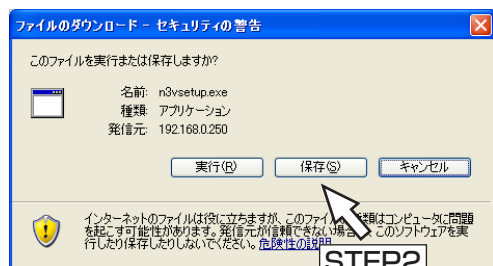 ファイルのダウンロード - セキュリティの警告
このファイルを実行または保存しますか?
名前: n3vsetup.exe
種類: アプリケーション
発信元: 192.168.0.250
実行(R) 保存(S) キャンセル
インターネットのファイルは役に立ちますが、このファイルの種類はコンピュータに問題
を起こす可能性があります。発信元が信頼できない場合は、このソフトウェアを実
行したり保存したりしないでください。危険性の説明
STEP2